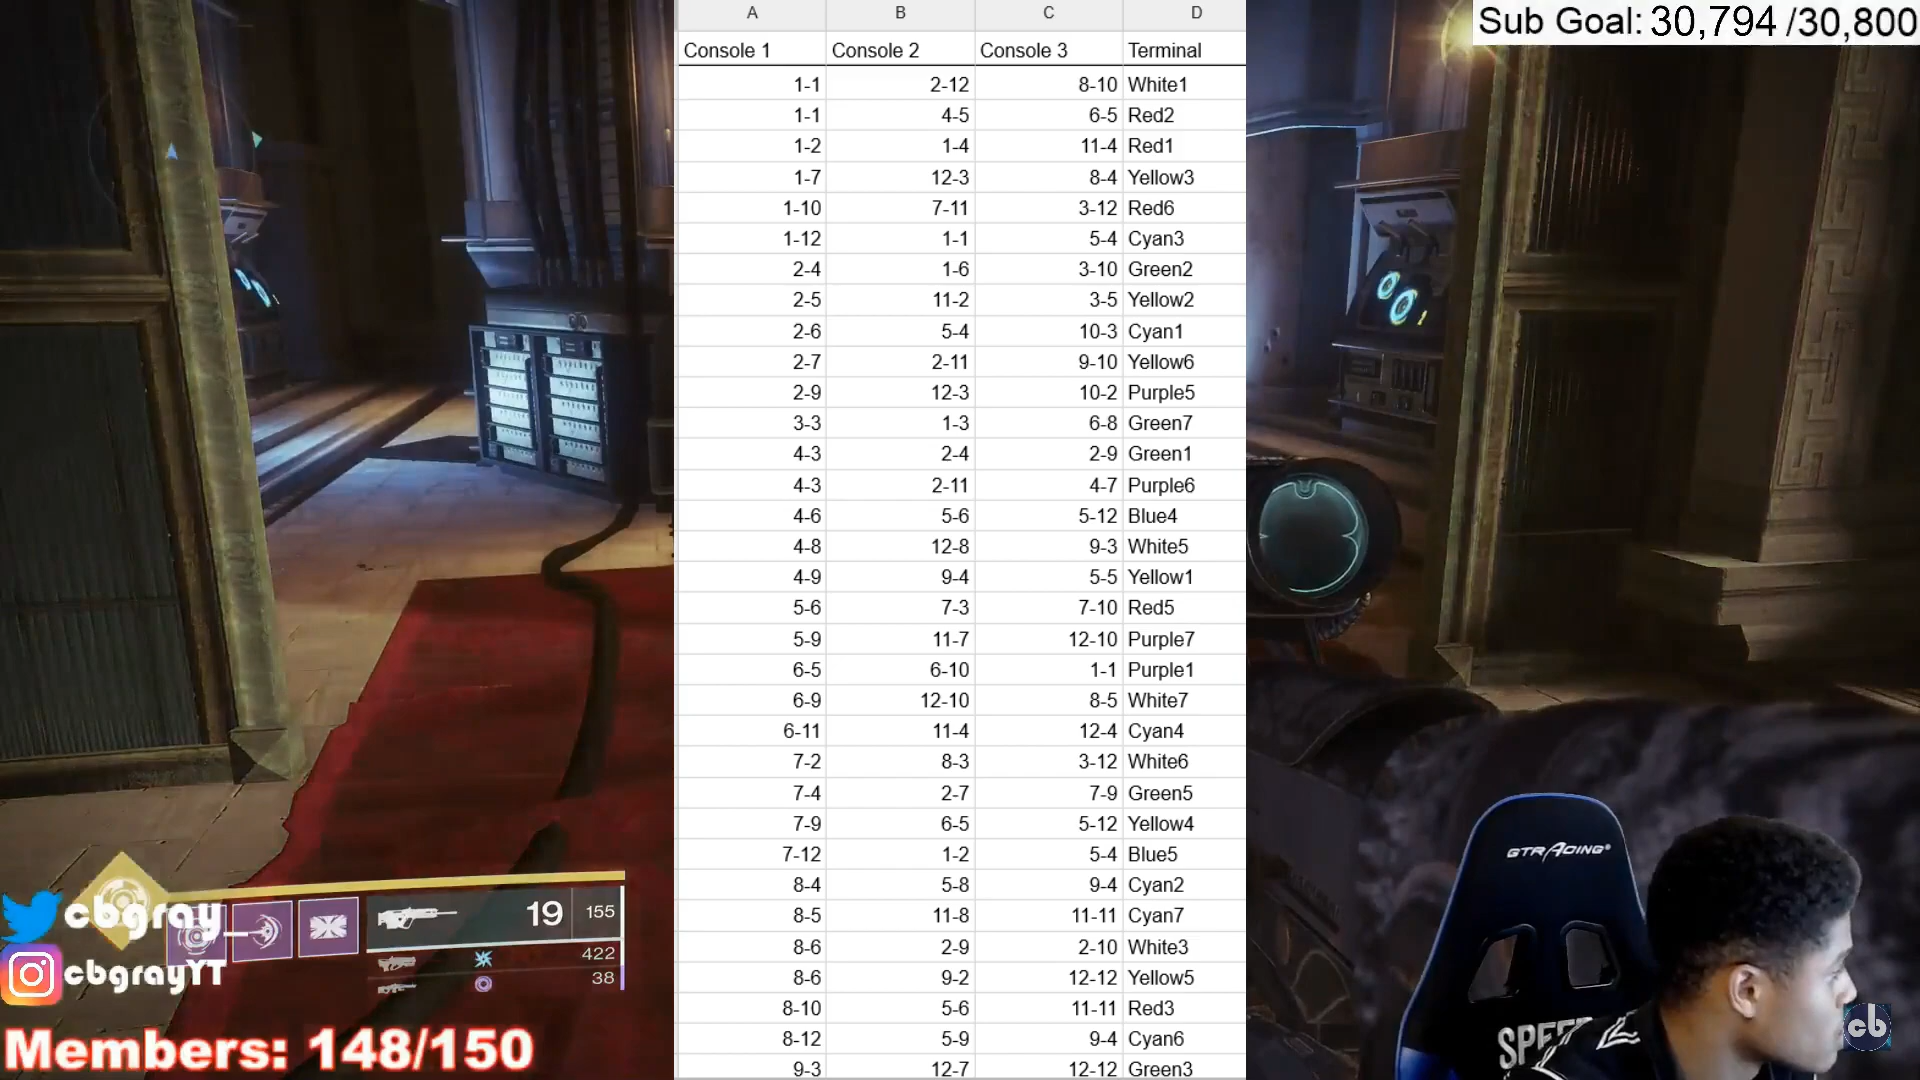 A B C D
Console 1 Console 2 Console 3 Terminal
1-1 2-12 8-10 White1
1-1 4-5 6-5 Red2
1-2 1-4 11-4 Red1
1-7 12-3 8-4 Yellow3
1-10 7-11 3-12 Red6
1-12 1-1 5-4 Cyan3
2-4 1-6 3-10 Green2
2-5 11-2 3-5 Yellow2
2-6 5-4 10-3 Cyan1
2-7 2-11 9-10 Yellow6
2-9 12-3 10-2 Purple5
3-3 1-3 6-8 Green7
4-3 2-4 2-9 Green1
4-3 2-11 4-7 Purple6
4-6 5-6 5-12 Blue4
4-8 12-8 9-3 White5
4-9 9-4 5-5 Yellow1
5-6 7-3 7-10 Red5
5-9 11-7 12-10 Purple7
6-5 6-10 1-1 Purple1
6-9 12-10 8-5 White7
6-11 11-4 12-4 Cyan4
7-2 8-3 3-12 White6
7-4 2-7 7-9 Green5
7-9 6-5 5-12 Yellow4
7-12 1-2 5-4 Blue5
8-4 5-8 9-4 Cyan2
8-5 11-8 11-11 Cyan7
8-6 2-9 2-10 White3
8-6 9-2 12-12 Yellow5
8-10 5-6 11-11 Red3
8-12 5-9 9-4 Cyan6
9-3 12-7 12-12 Green3
Sub Goal: 30,794 /30,800
19 155
422
38
cbgray_
cbgrayYT
Members: 148/150
GTRACING
cb